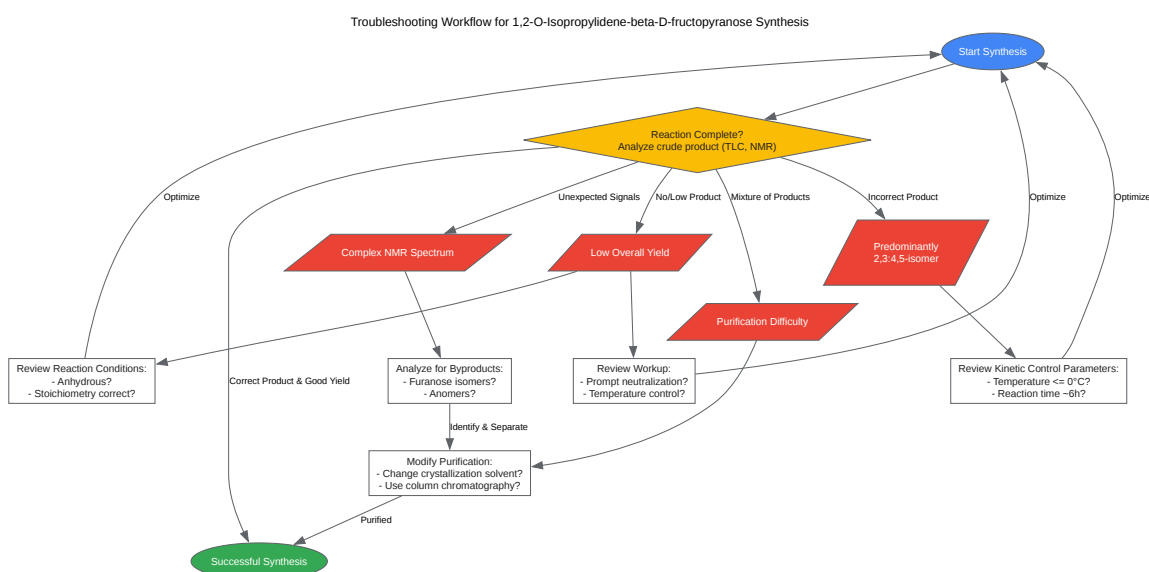 Troubleshooting Workflow for 1,2-O-Isopropylidene-beta-D-fructopyranose Synthesis
Start Synthesis
Reaction Complete?
Analyze crude product (TLC, NMR)
Optimize
Unexpected Signals
No/Low Product
Mixture of Products
Incorrect Product
Optimize
Optimize
Complex NMR Spectrum
Low Overall Yield
Predominantly
2,3:4,5-isomer
Purification Difficulty
Review Reaction Conditions:
- Anhydrous?
- Stoichiometry correct?
Correct Product & Good Yield
Analyze for Byproducts:
- Furanose isomers?
- Anomers?
Review Workup:
- Prompt neutralization?
- Temperature control?
Review Kinetic Control Parameters:
- Temperature <= 0°C?
- Reaction time ~6h?
Identify & Separate
Modify Purification:
- Change crystallization solvent?
- Use column chromatography?
Purified
Successful Synthesis